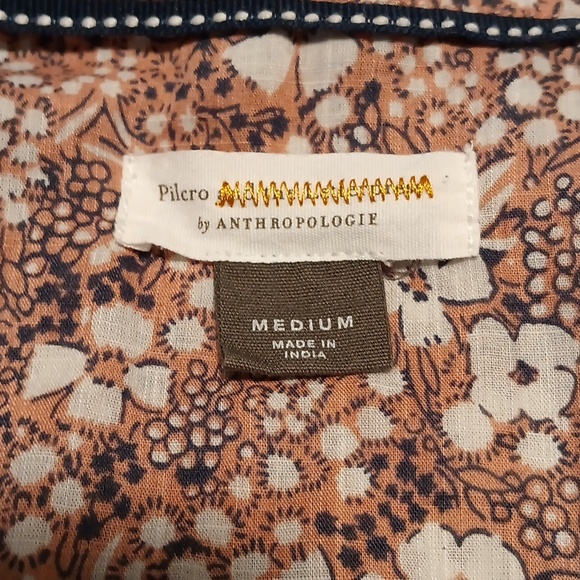 Pilcro
by ANTHROPOLOGIE
MEDIUM
MADE IN
INDIA